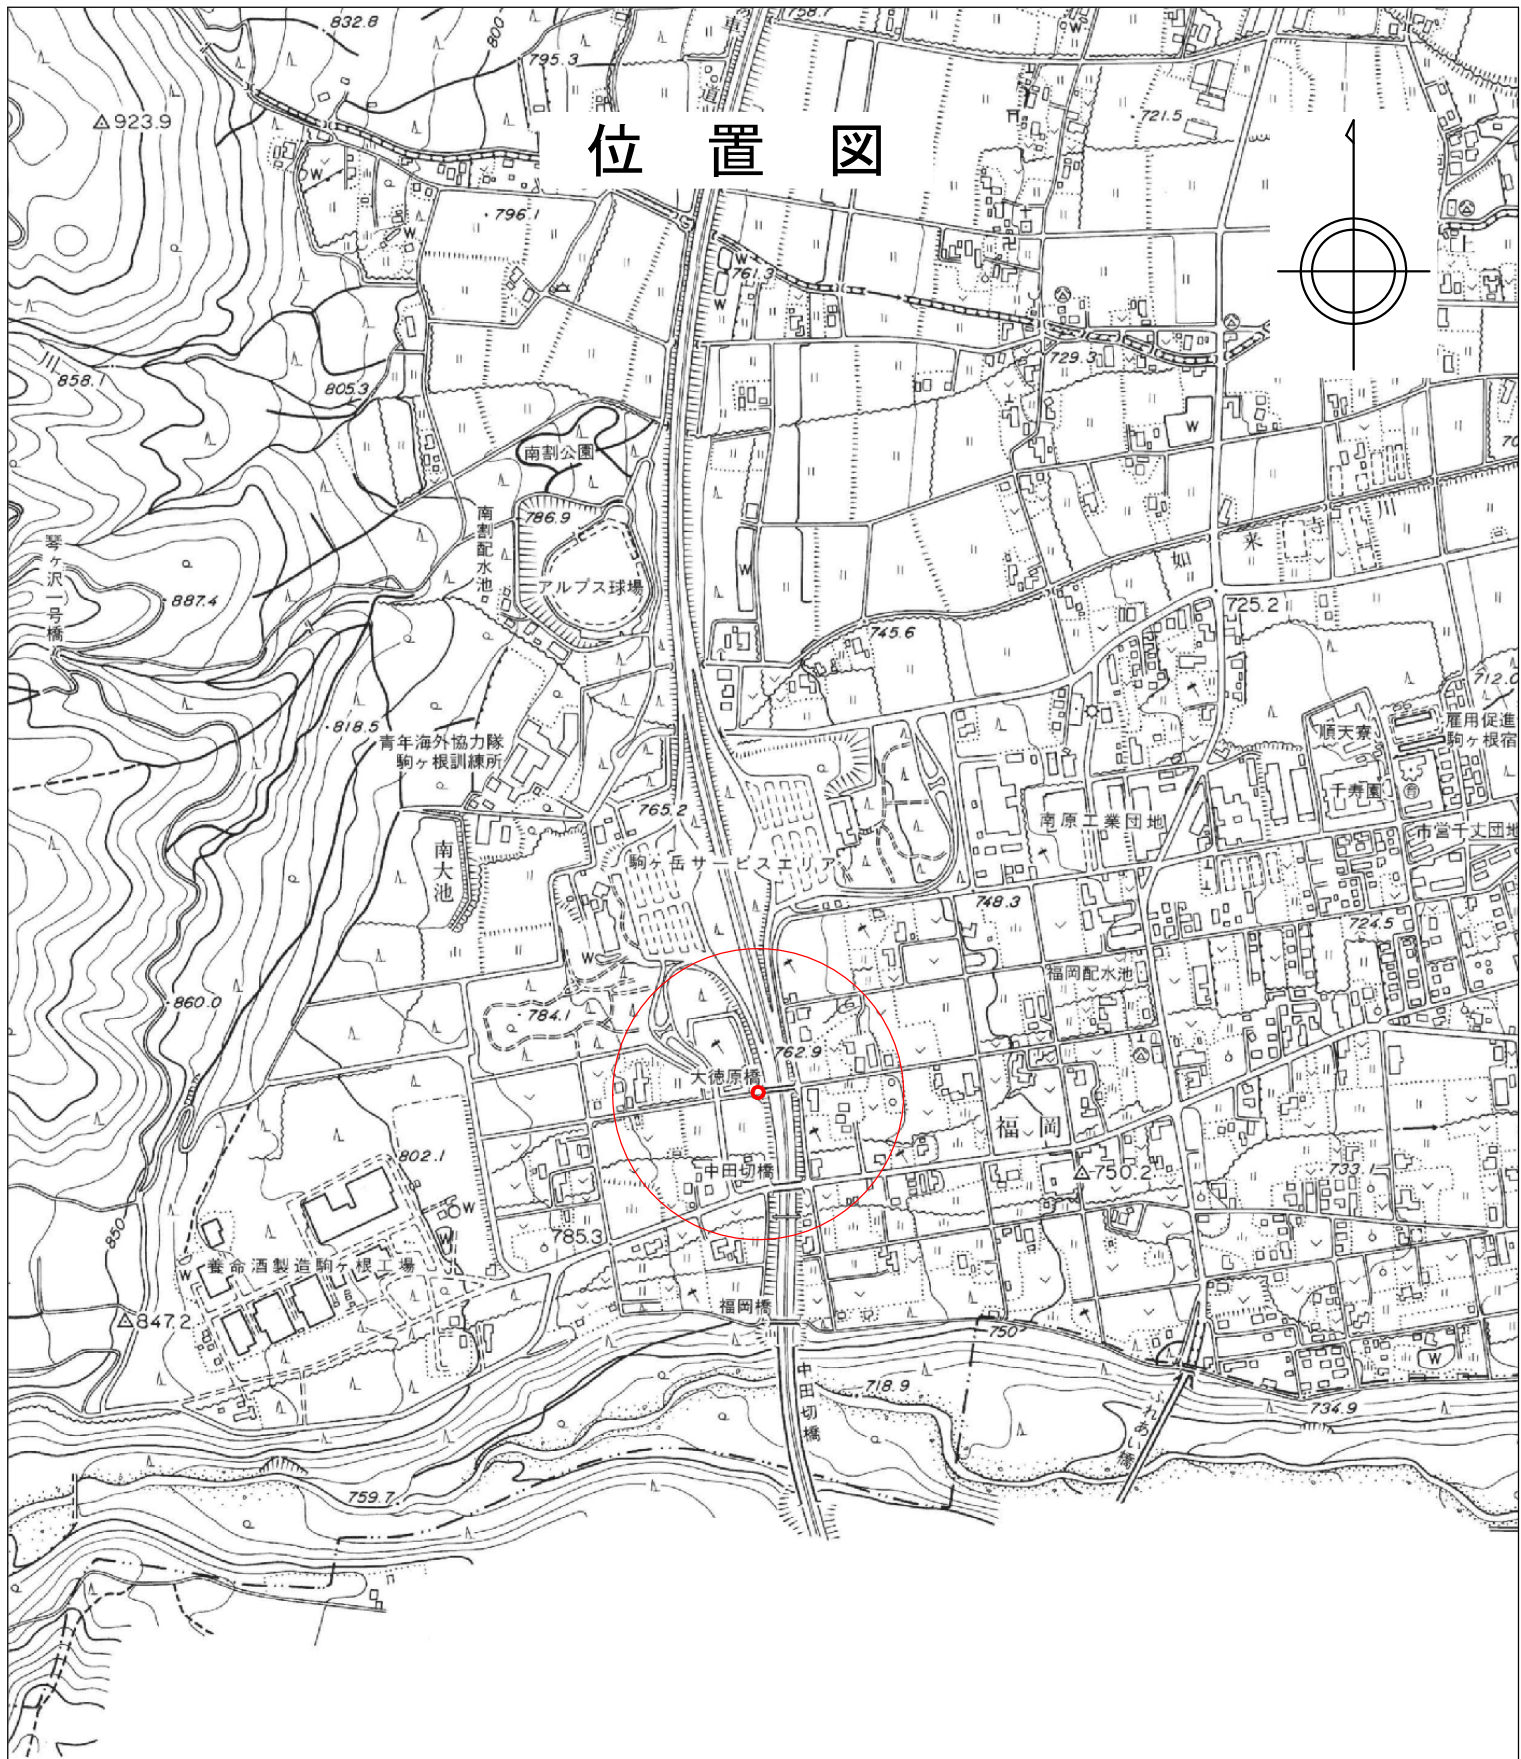 832.8
800
795.3
758.7
車
道
923.9
721.5
位置図
W
W
796.1
W
761.3
W
上
729.3
川
858.1
805.3
W
南割公園
786.9
南割配水池
如来寺川
琴ヶ沢一号橋
アルプス球場
W
887.4
725.2
745.6
712.0
818.5
青年海外協力隊
駒ヶ根訓練所
順天寮
雇用促進
駒ヶ根宿
千寿園
765.2
南原工業団地
市営千丈団地
南大池
駒ヶ岳サービスエリア
748.3
724.5
W
福岡配水池
860.0
784.1
762.9
大徳原橋
福岡
802.1
中田切橋
750.2
733.1
W
785.3
850
W
W
養命酒製造駒ヶ根工場
847.2
福岡橋
750
W
中田切橋
718.9
ふれあい橋
734.9
759.7